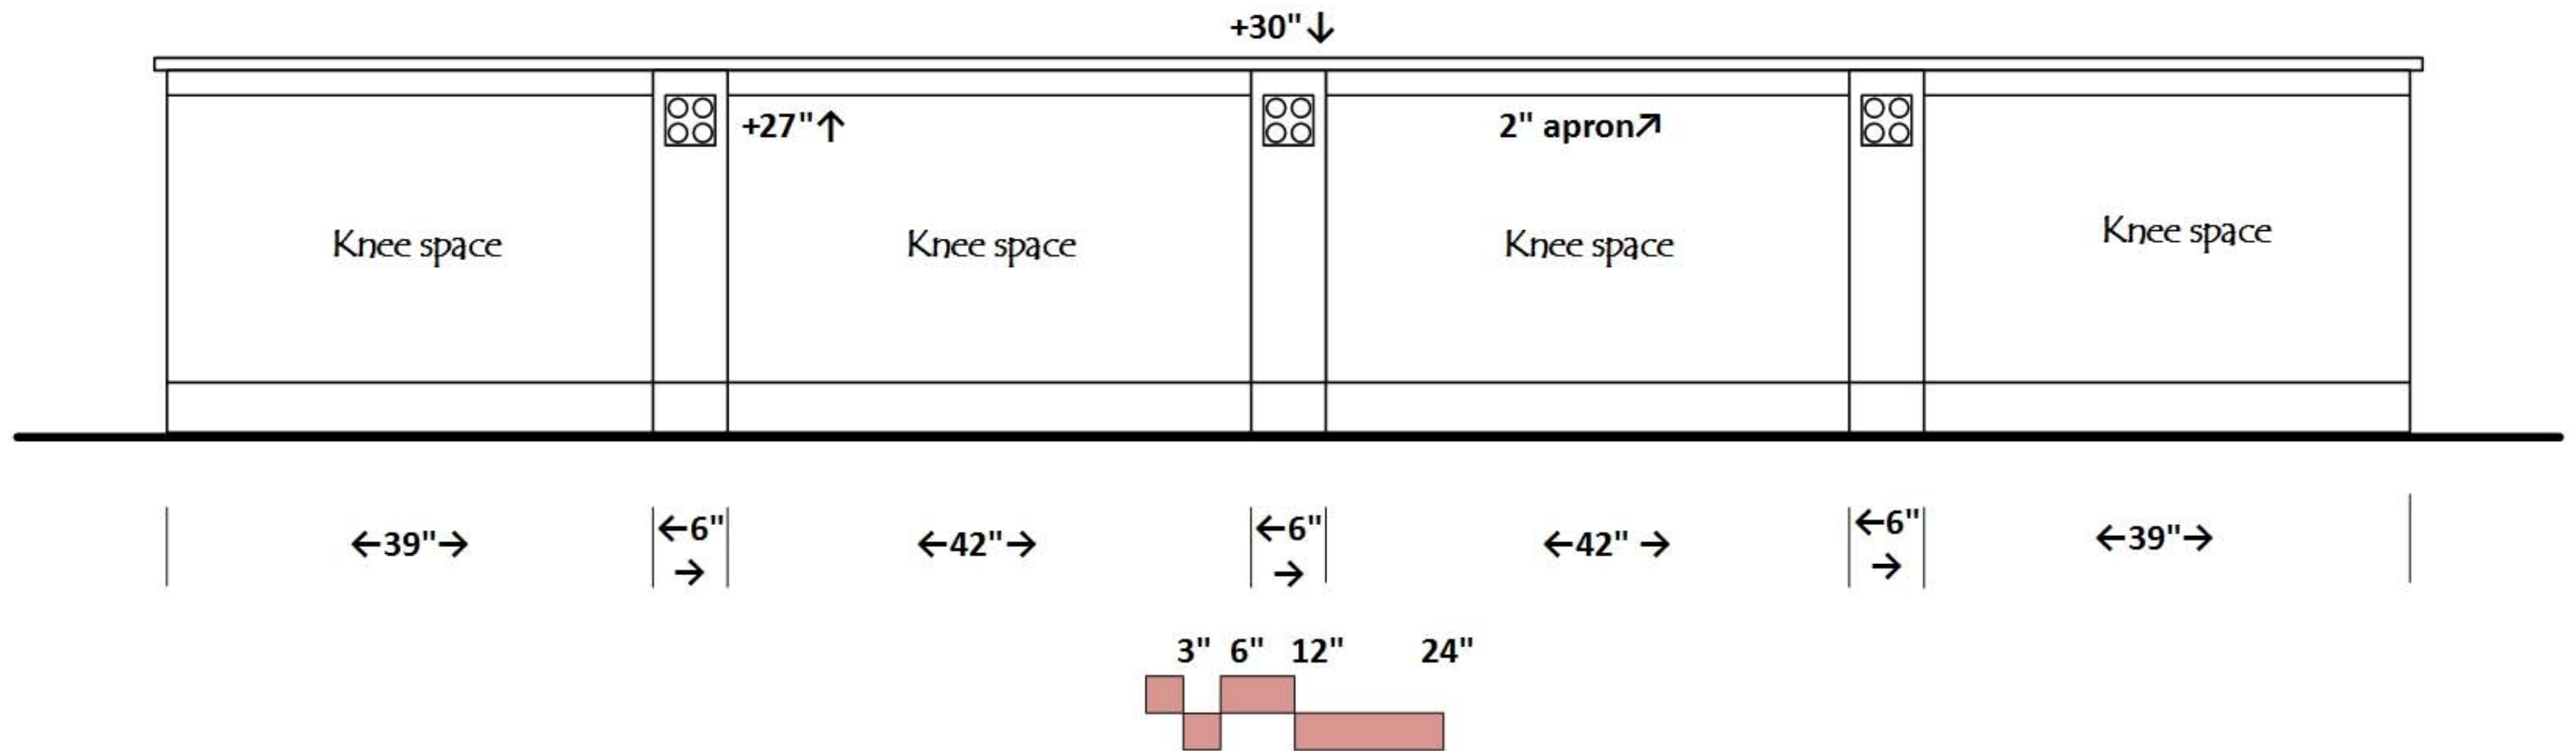 +30"↓
+27"↑
2" apron↗
Knee space
Knee space
Knee space
Knee space
←39"→
←6"
→
←42"→
←6"
→
←42" →
←6"
→
←39"→
3" 6" 12" 24"